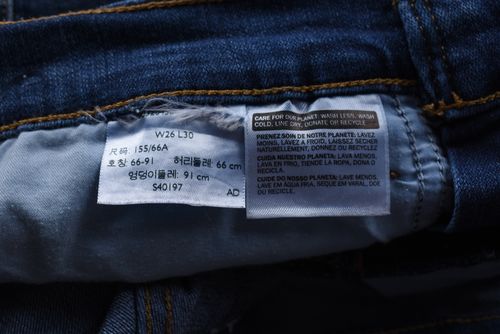 W26 L30
尺码: 155/66A
호칭: 66-91 허리둘레: 66 cm
엉덩이둘레: 91 cm
S40197
AD
CARE FOR OUR PLANET: WASH LESS, WASH
COLD, LINE DRY, DONATE OR RECYCLE
PRENEZ SOIN DE NOTRE PLANETE: LAVEZ
MOINS, LAVEZ À FROID, LAISSEZ SÉCHER
NATURELLEMENT, DONNEZ OU RECYCLEZ
CUIDA NUESTRO PLANETA: LAVA MENOS,
LAVA EN FRIO, TIENDE LA ROPA, DONA O
RECICLA.
CUIDE DO NOSSO PLANETA: LAVE MENOS,
LAVE EM ÁGUA FRIA, SEQUE EM VARAL, DOE
OU RECICLE.